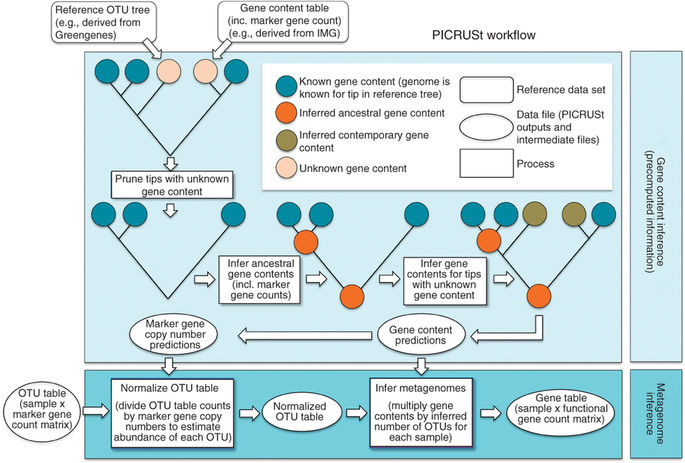 Reference OTU tree
(e.g., derived from
Greengenes)
Gene content table
(inc. marker gene count)
(e.g., derived from IMG)
PICRUSt workflow
Known gene content (genome is
known for tip in reference tree)
Inferred ancestral gene content
Inferred contemporary gene
content
Unknown gene content
Reference data set
Data file (PICRUSt
outputs and
intermediate files)
Process
Prune tips with unknown
gene content
Infer ancestral
gene contents
(incl. marker
gene counts)
Infer gene
contents for tips
with unknown
gene content
Marker gene
copy number
predictions
Gene content
predictions
Gene content inference
(precomputed information)
OTU table
(sample x
marker gene
count matrix)
Normalize OTU table
(divide OTU table counts
by marker gene copy
numbers to estimate
abundance of each OTU)
Normalized
OTU table
Infer metagenomes
(multiply gene
contents by inferred
number of OTUs for
each sample)
Gene table
(sample x functional
gene count matrix)
Metagenome
inference